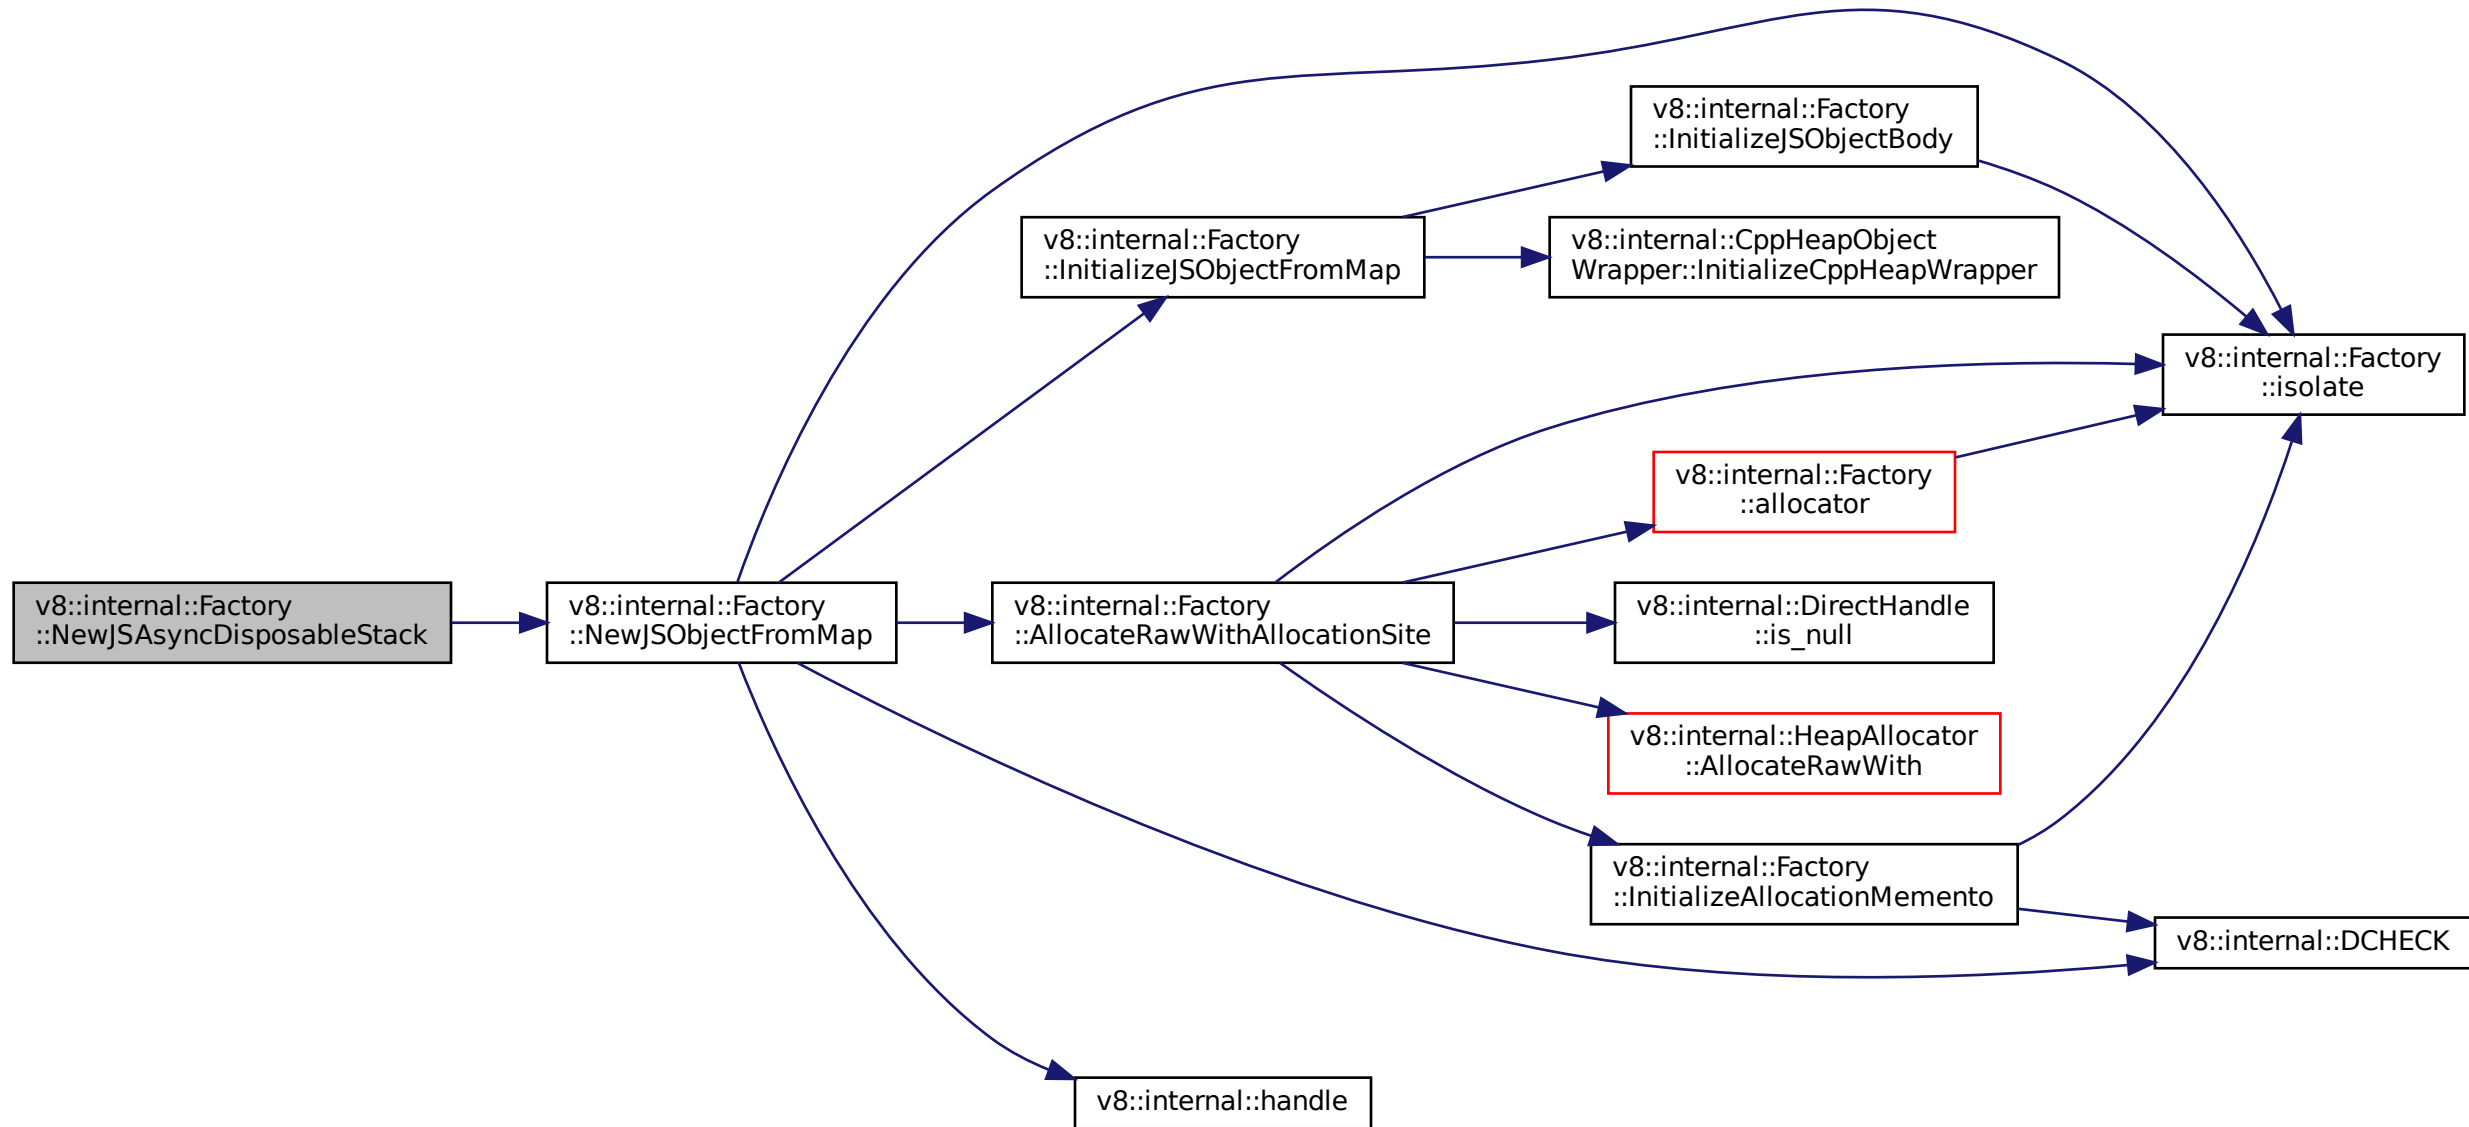 v8::internal::Factory
::InitializeJSObjectBody
v8::internal::Factory
::InitializeJSObjectFromMap
v8::internal::CppHeapObject
Wrapper::InitializeCppHeapWrapper
v8::internal::Factory
::isolate
v8::internal::Factory
::allocator
v8::internal::Factory
::NewJSAsyncDisposableStack
v8::internal::Factory
::NewJSObjectFromMap
v8::internal::Factory
::AllocateRawWithAllocationSite
v8::internal::DirectHandle
::is_null
v8::internal::HeapAllocator
::AllocateRawWith
v8::internal::Factory
::InitializeAllocationMemento
v8::internal::DCHECK
v8::internal::handle